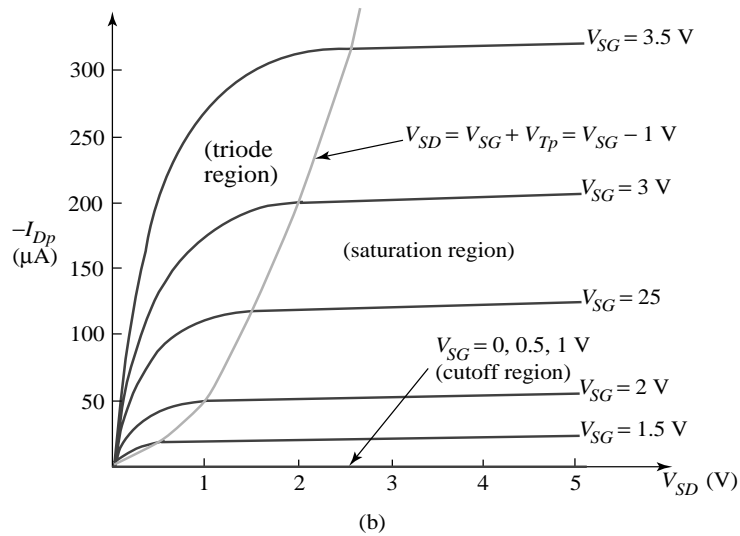 300
V_SG = 3.5 V
V_SD = V_SG + V_Tp = V_SG − 1 V
250
(triode
region)
200
V_SG = 3 V
−I_Dp
(μA)
150
(saturation region)
V_SG = 25
100
V_SG = 0, 0.5, 1 V
(cutoff region)
V_SG = 2 V
50
V_SG = 1.5 V
1
2
3
4
5
V_SD (V)
(b)